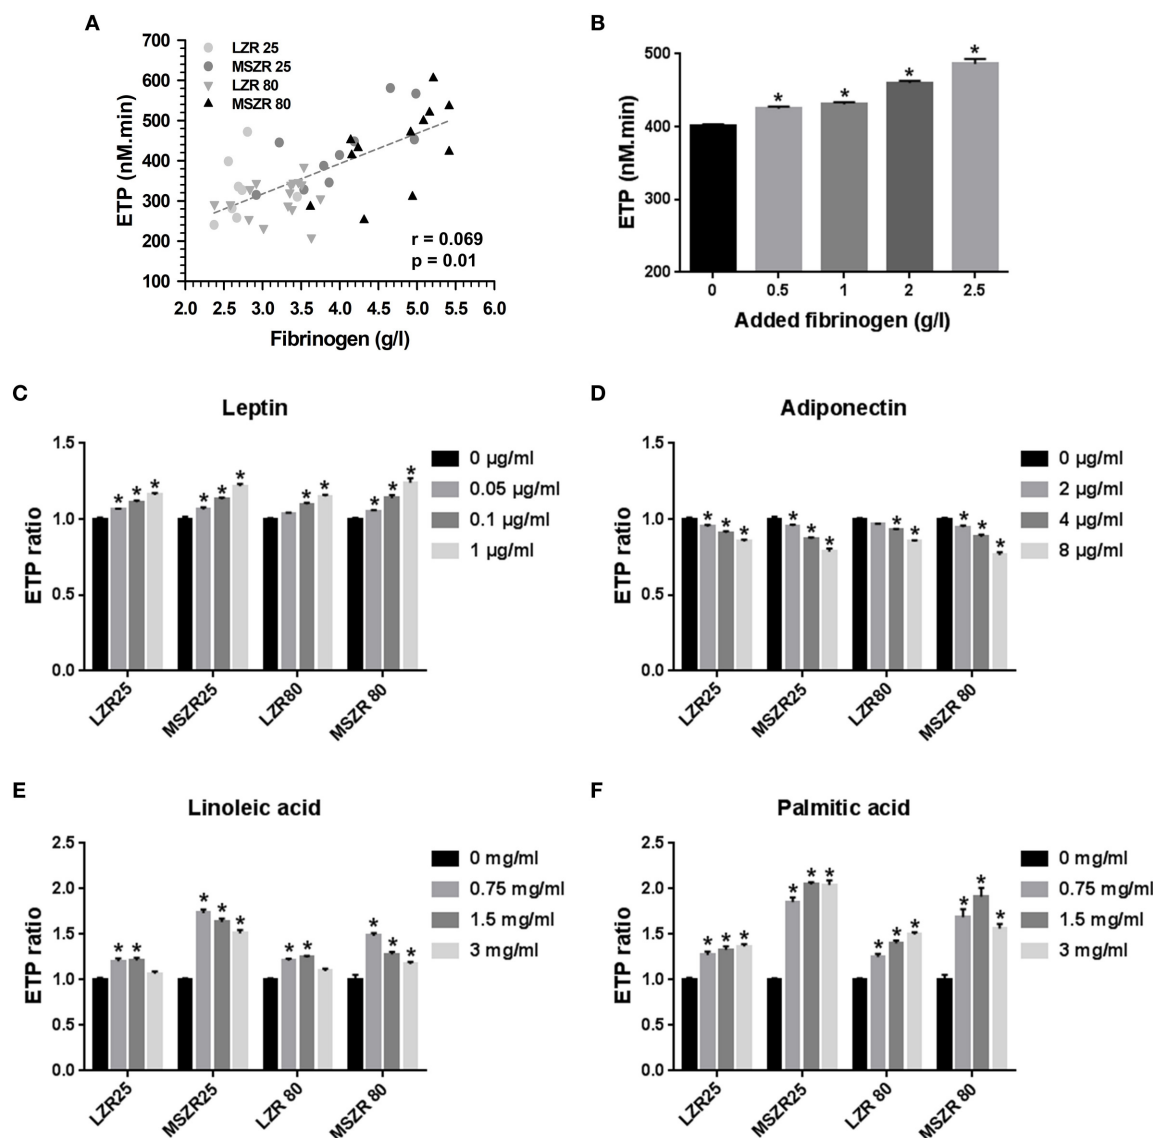 A
700
600
500
400
300
200
100
ETP (nM.min)
LZR 25
MSZR 25
LZR 80
MSZR 80
r = 0.069
p = 0.01
2.0 2.5 3.0 3.5 4.0 4.5 5.0 5.5 6.0
Fibrinogen (g/l)
B
500
400
300
200
ETP (nM.min)
* * * *
0 0.5 1 2 2.5
Added fibrinogen (g/l)
C
Leptin
1.5
1.0
0.5
0.0
ETP ratio
* * * * * * * * * * *
0 µg/ml
0.05 µg/ml
0.1 µg/ml
1 µg/ml
LZR25 MSZR25 LZR80 MSZR 80
D
Adiponectin
1.5
1.0
0.5
0.0
ETP ratio
* * * * * * * * * * *
0 µg/ml
2 µg/ml
4 µg/ml
8 µg/ml
LZR25 MSZR25 LZR80 MSZR 80
E
Linoleic acid
2.5
2.0
1.5
1.0
0.5
0.0
ETP ratio
* * * * * * * * * *
0 mg/ml
0.75 mg/ml
1.5 mg/ml
3 mg/ml
LZR25 MSZR25 LZR 80 MSZR 80
F
Palmitic acid
2.5
2.0
1.5
1.0
0.5
0.0
ETP ratio
* * * * * * * * * * * *
0 mg/ml
0.75 mg/ml
1.5 mg/ml
3 mg/ml
LZR25 MSZR25 LZR 80 MSZR 80